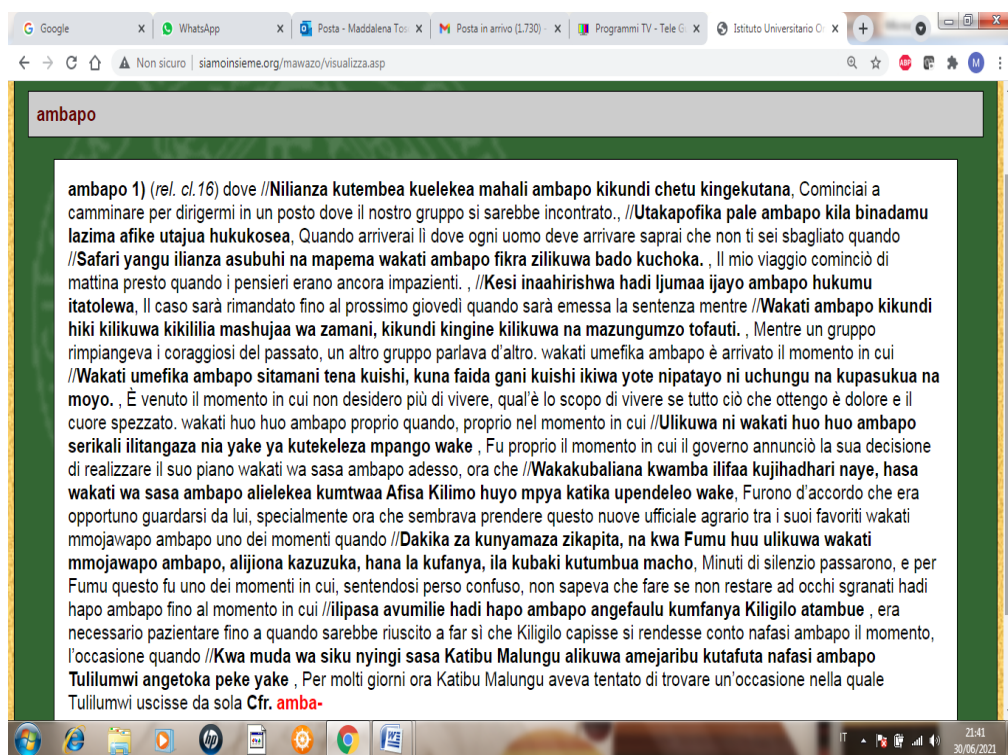 Google
WhatsApp
Posta - Maddalena Tos
Posta in arrivo (1.730) -
Programmi TV - Tele G
Istituto Universitario O
Non sicuro | siamoinsieme.org/mawazo/visualizza.asp
ambapo
ambapo 1) (rel. cl.16) dove //Nilianza kutembea kuelekea mahali ambapo kikundi chetu kingekutana, Cominciai a
camminare per dirigermi in un posto dove il nostro gruppo si sarebbe incontrato., //Utakapofika pale ambapo kila binadamu
lazima afike utajua hukukosea, Quando arriverai lì dove ogni uomo deve arrivare saprai che non ti sei sbagliato quando
//Safari yangu ilianza asubuhi na mapema wakati ambapo fikra zilikuwa bado kuchoka. , Il mio viaggio cominciò di
mattina presto quando i pensieri erano ancora impazienti. , //Kesi inaahirishwa hadi Ijumaa ijayo ambapo hukumu
itatolewa, Il caso sarà rimandato fino al prossimo giovedì quando sarà emessa la sentenza mentre //Wakati ambapo kikundi
hiki kilikuwa kikililia mashujaa wa zamani, kikundi kingine kilikuwa na mazungumzo tofauti. , Mentre un gruppo
rimpiangeva i coraggiosi del passato, un altro gruppo parlava d'altro. wakati umefika ambapo è arrivato il momento in cui
//Wakati umefika ambapo sitamani tena kuishi, kuna faida gani kuishi ikiwa yote nipatayo ni uchungu na kupasukua na
moyo. , È venuto il momento in cui non desidero più di vivere, qual'è lo scopo di vivere se tutto ciò che ottengo è dolore e il
cuore spezzato. wakati huo huo ambapo proprio quando, proprio nel momento in cui //Ulikuwa ni wakati huo huo ambapo
serikali ilitangaza nia yake ya kutekeleza mpango wake , Fu proprio il momento in cui il governo annunciò la sua decisione
di realizzare il suo piano wakati wa sasa ambapo adesso, ora che //Wakakubaliana kwamba ilifaa kujihadhari naye, hasa
wakati wa sasa ambapo alielekea kumtwaa Afisa Kilimo huyo mpya katika upendeleo wake, Furono d'accordo che era
opportuno guardarsi da lui, specialmente ora che sembrava prendere questo nuove ufficiale agrario tra i suoi favoriti wakati
mmojawapo ambapo uno dei momenti quando //Dakika za kunyamaza zikapita, na kwa Fumu huu ulikuwa wakati
mmojawapo ambapo, alijiona kazuzuka, hana la kufanya, ila kubaki kutumbua macho, Minuti di silenzio passarono, e per
Fumu questo fu uno dei momenti in cui, sentendosi perso confuso, non sapeva che fare se non restare ad occhi sgranati hadi
hapo ambapo fino al momento in cui //ilipasa avumilie hadi hapo ambapo angefaulu kumfanya Kiligilo atambue , era
necessario pazientare fino a quando sarebbe riuscito a far sì che Kiligilo capisse si rendesse conto nafasi ambapo il momento,
l'occasione quando //Kwa muda wa siku nyingi sasa Katibu Malungu alikuwa amejaribu kutafuta nafasi ambapo
Tulilumwi angetoka peke yake , Per molti giorni ora Katibu Malungu aveva tentato di trovare un'occasione nella quale
Tulilumwi uscisse da sola Cfr. amba-
IT
21:41
30/06/2021